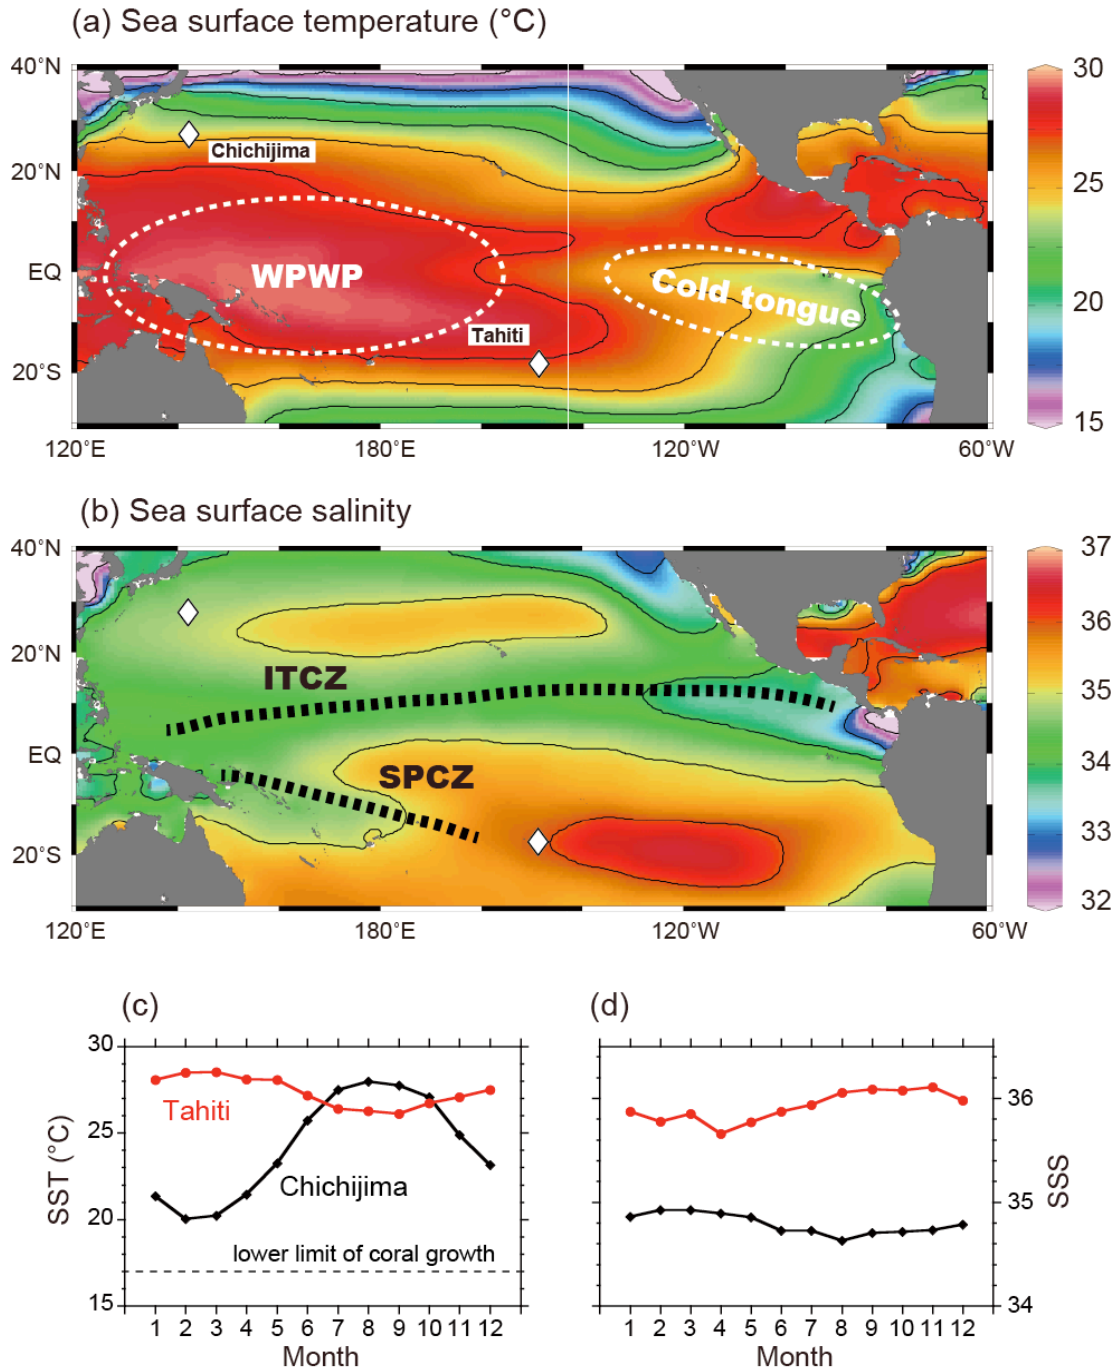 (a) Sea surface temperature (°C)
40°N
20°N
EQ
20°S
120°E
180°E
120°W
60°W
Chichijima
WPWP
Cold tongue
Tahiti
30
25
20
15
(b) Sea surface salinity
40°N
20°N
EQ
20°S
120°E
180°E
120°W
60°W
ITCZ
SPCZ
37
36
35
34
33
32
(c)
30
25
20
15
SST (°C)
Tahiti
Chichijima
lower limit of coral growth
1 2 3 4 5 6 7 8 9 10 11 12
Month
(d)
36
35
34
SSS
1 2 3 4 5 6 7 8 9 10 11 12
Month